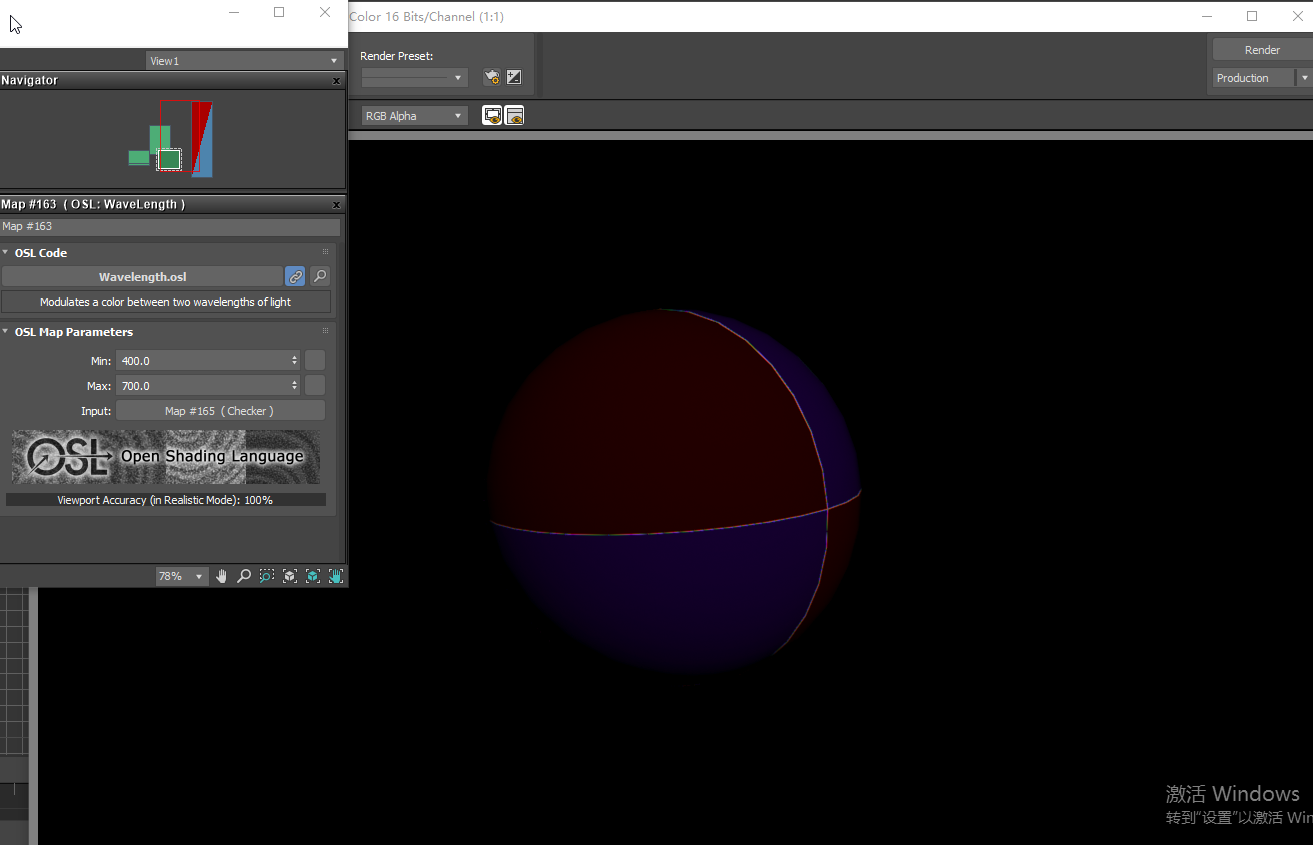 Color 16 Bits/Channel (1:1)
View1
Render Preset:
Render
Production
Navigator
RGB Alpha
Map #163 ( OSL: WaveLength )
Map #163
OSL Code
Wavelength.osl
Modulates a color between two wavelengths of light
OSL Map Parameters
Min: 400.0
Max: 700.0
Input: Map #165 ( Checker )
OSL Open Shading Language
Viewport Accuracy (in Realistic Mode): 100%
78%
激活 Windows
转到“设置”以激活 Win